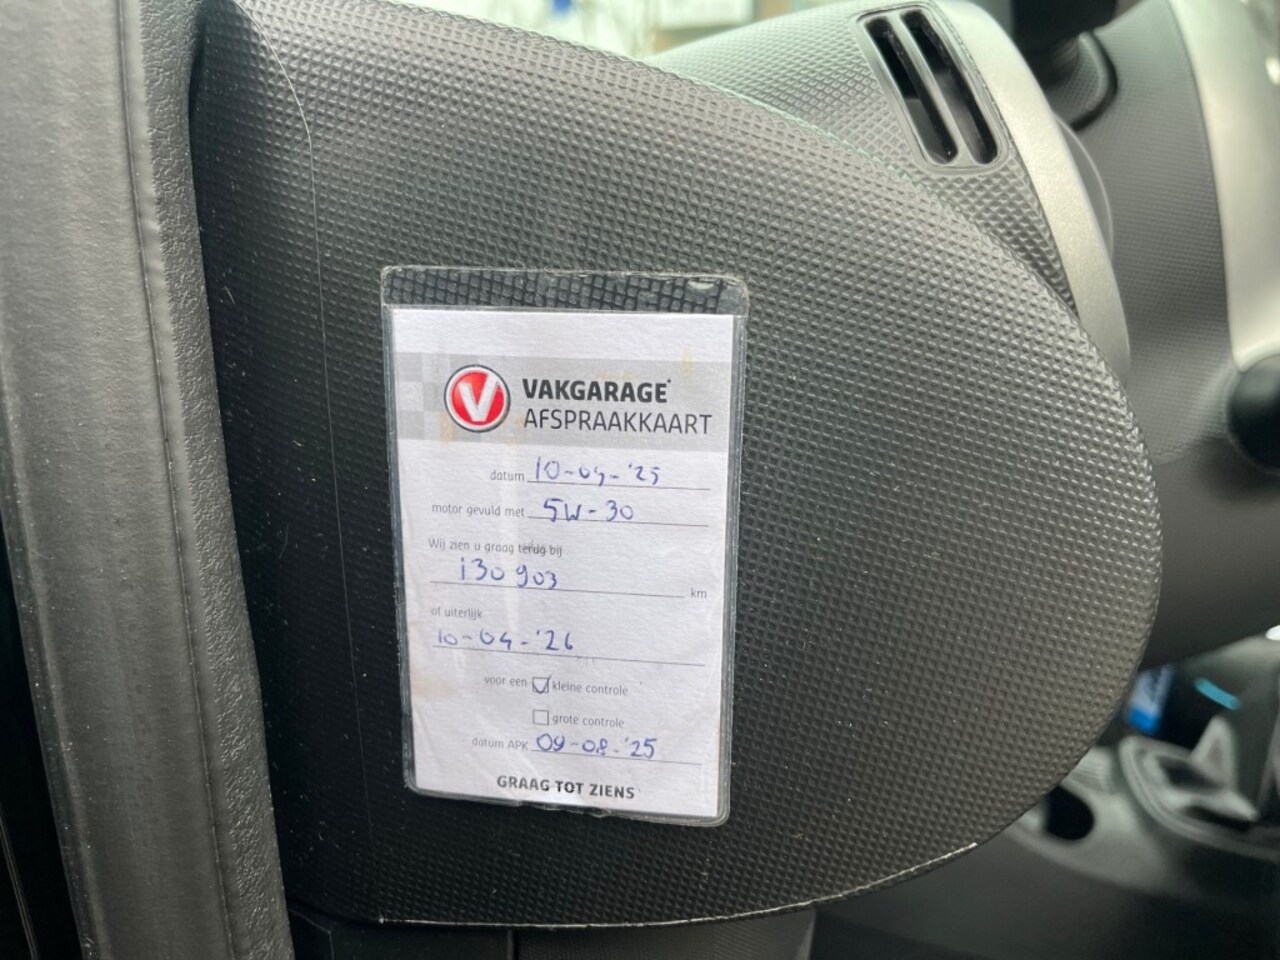 V VAKGARAGE
AFSPRAAKKAART
datum 10-04-'25
motor gevuld met 5W-30
Wij zien u graag terug bij
130903 km
of uiterlijk
10-04-'26
voor een ☑ kleine controle
☐ grote controle
datum APK 09-08-'25
GRAAG TOT ZIENS